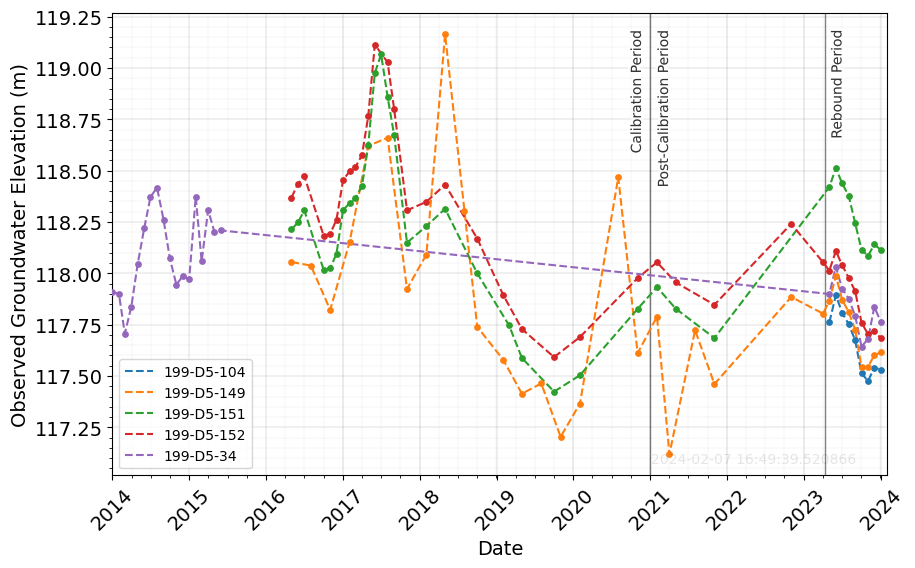 119.25
119.00
118.75
118.50
118.25
118.00
117.75
117.50
117.25
Observed Groundwater Elevation (m)
Calibration Period
Post-Calibration Period
Rebound Period
199-D5-104
199-D5-149
199-D5-151
199-D5-152
199-D5-34
2024-02-07 16:49:39.520866
2014
2015
2016
2017
2018
2019
2020
2021
2022
2023
2024
Date